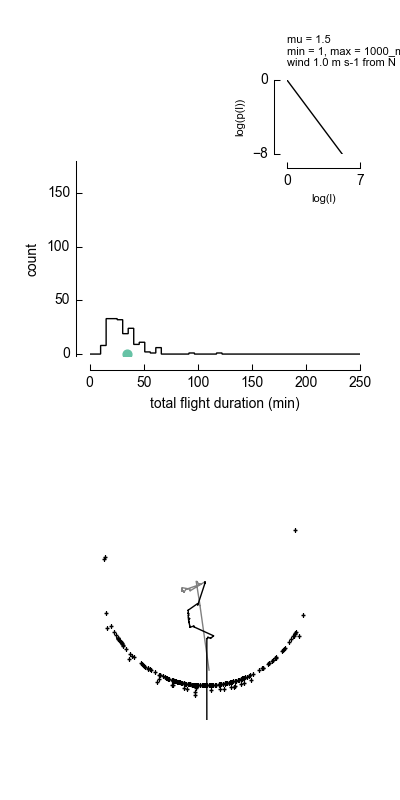 mu = 1.5
min = 1, max = 1000_m
wind 1.0 m s-1 from N
0
log(p(l))
−8
0
7
log(l)
150
100
50
0
count
0
50
100
150
200
250
total flight duration (min)